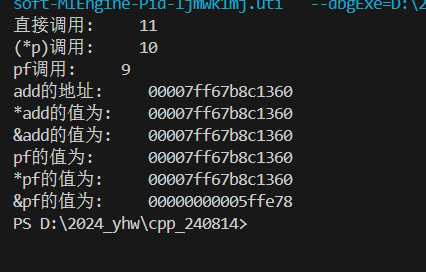 soft-MIEngine-Pid-ijmwkimj.uti   --dbgExe=D:\2
直接调用:     11
(*p)调用:     10
pf调用:     9
add的地址:     00007ff67b8c1360
*add的值为:     00007ff67b8c1360
&add的值为:     00007ff67b8c1360
pf的值为:     00007ff67b8c1360
*pf的值为:     00007ff67b8c1360
&pf的值为:     00000000005ffe78
PS D:\2024_yhw\cpp_240814>